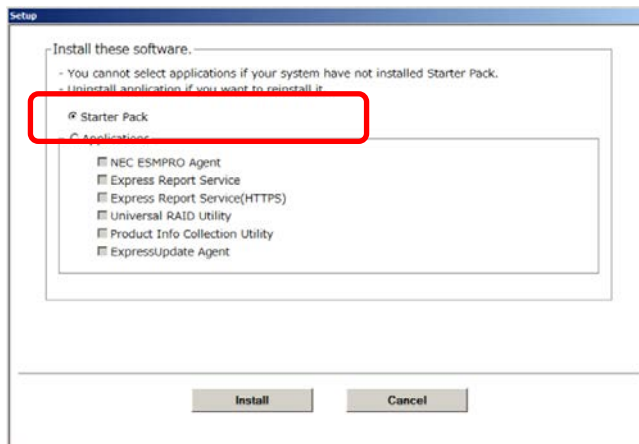 Setup
Install these software.
- You cannot select applications if your system have not installed Starter Pack.
- Uninstall application if you want to reinstall it.
Starter Pack
Applications
NEC ESMPRO Agent
Express Report Service
Express Report Service(HTTPS)
Universal RAID Utility
Product Info Collection Utility
ExpressUpdate Agent
Install Cancel